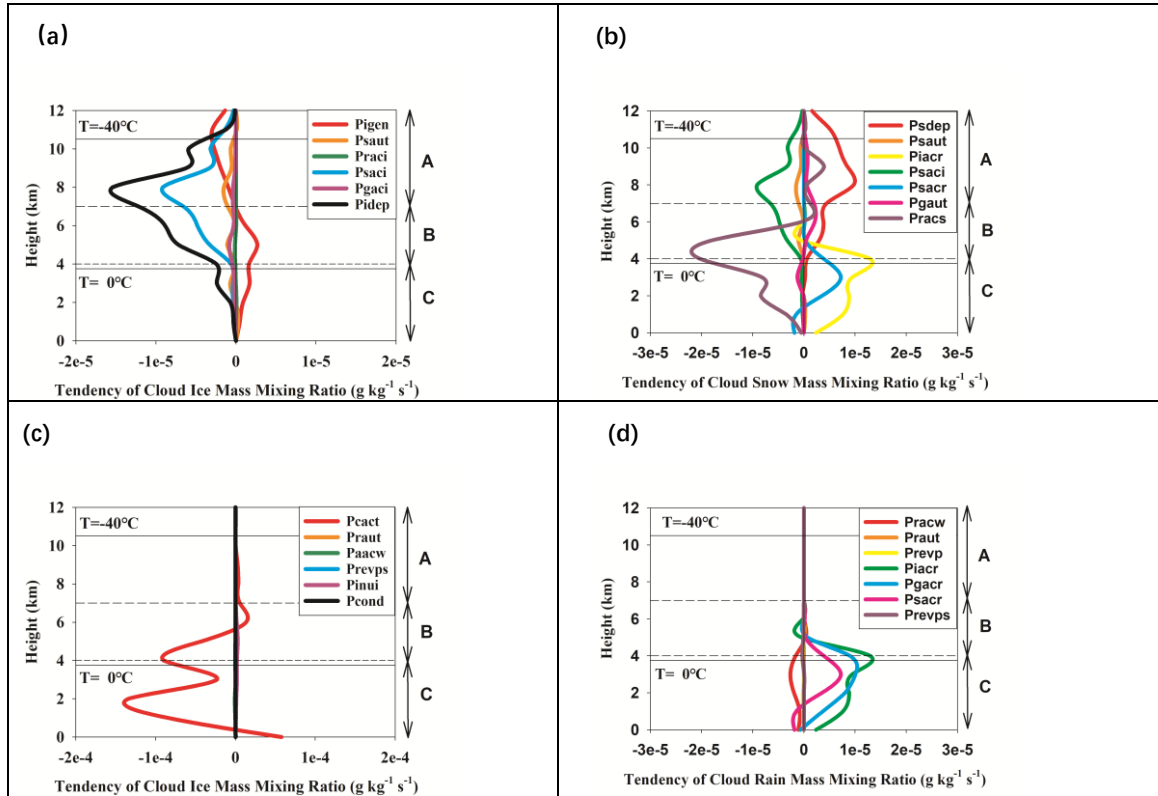 (a)
12
10
8
6
4
2
0
Height (km)
T=-40°C
T= 0°C
Pigen
Psaut
Praci
Psaci
Pgaci
Pidep
A
B
C
-2e-5 -1e-5 0 1e-5 2e-5
Tendency of Cloud Ice Mass Mixing Ratio (g kg⁻¹ s⁻¹)
(b)
12
10
8
6
4
2
0
Height (km)
T=-40°C
T= 0°C
Psdep
Psaut
Piacr
Psaci
Psacr
Pgaut
Pracs
A
B
C
-3e-5 -2e-5 -1e-5 0 1e-5 2e-5 3e-5
Tendency of Cloud Snow Mass Mixing Ratio (g kg⁻¹ s⁻¹)
(c)
12
10
8
6
4
2
0
Height (km)
T=-40°C
T= 0°C
Pcact
Praut
Paacw
Prevps
Pinui
Pcond
A
B
C
-2e-4 -1e-4 0 1e-4 2e-4
Tendency of Cloud Ice Mass Mixing Ratio (g kg⁻¹ s⁻¹)
(d)
12
10
8
6
4
2
0
Height (km)
T=-40°C
T= 0°C
Pracw
Praut
Prevp
Piacr
Pgacr
Psacr
Prevps
A
B
C
-3e-5 -2e-5 -1e-5 0 1e-5 2e-5 3e-5
Tendency of Cloud Rain Mass Mixing Ratio (g kg⁻¹ s⁻¹)